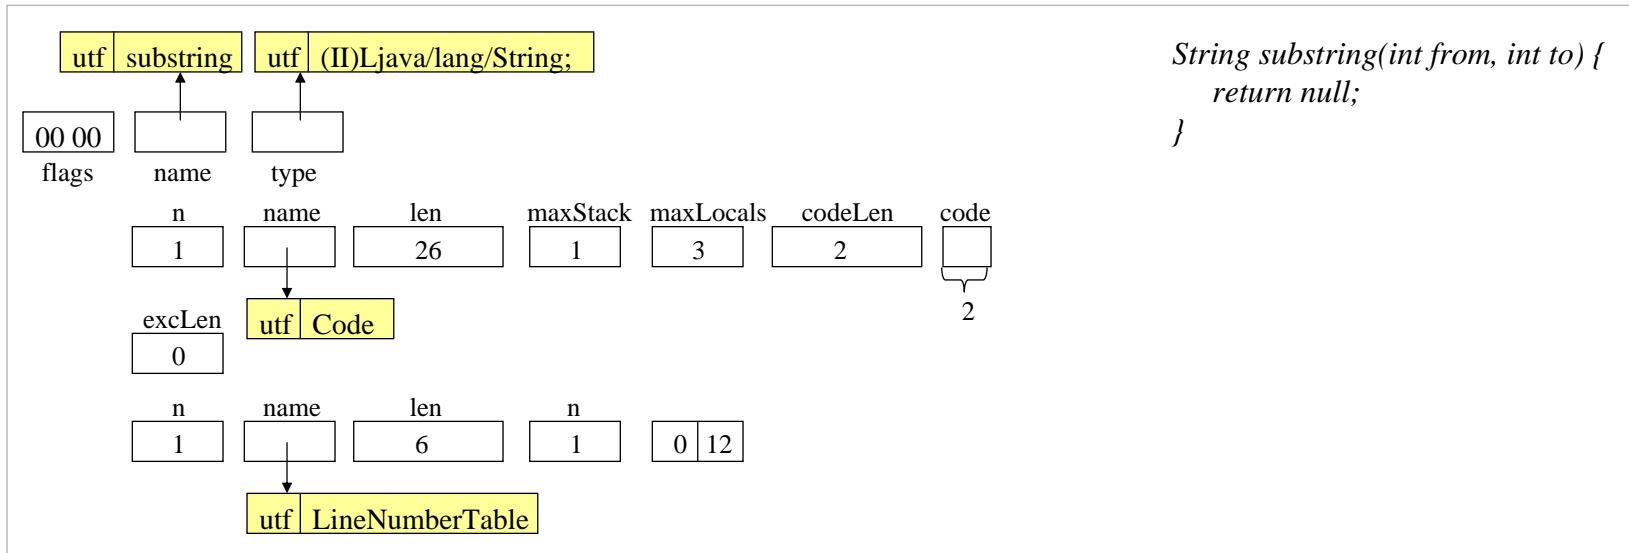 utf substring utf (II)Ljava/lang/String;
String substring(int from, int to) {
return null;
}
00 00
flags name type
n name len maxStack maxLocals codeLen code
1 26 1 3 2
2
utf Code
excLen
0
n name len n
1 6 1 0 12
utf LineNumberTable